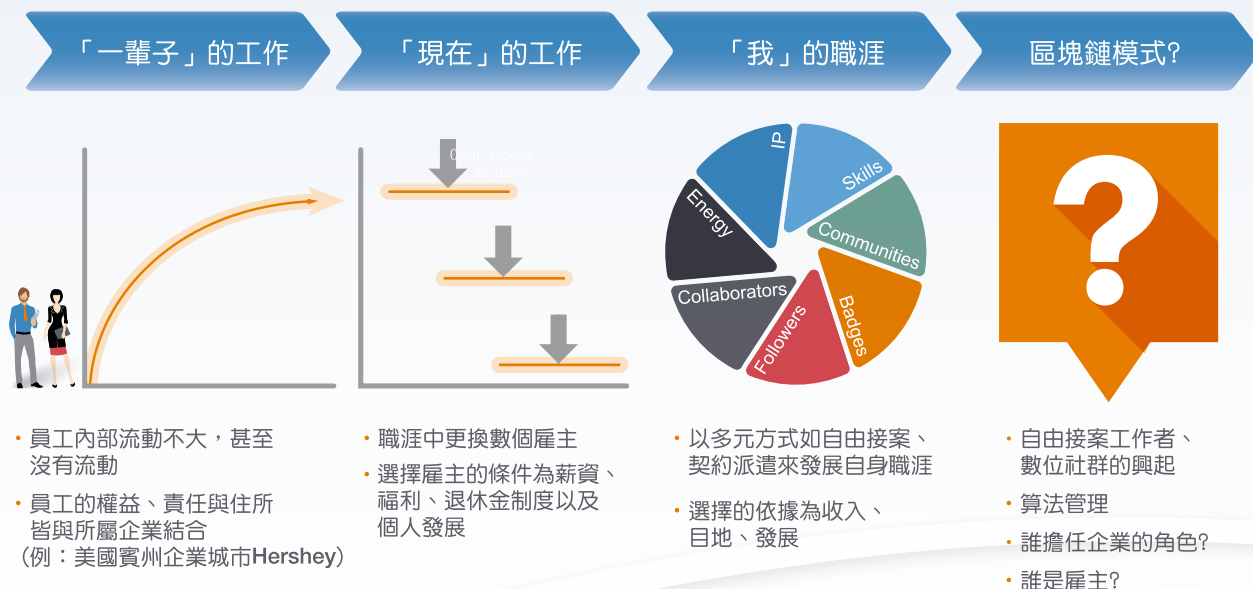 「一輩子」的工作
「現在」的工作
「我」的職涯
區塊鏈模式?
Open Access
to Jobs
IP
Skills
Communities
Badges
Followers
Collaborators
Energy
• 員工內部流動不大，甚至
沒有流動
• 員工的權益、責任與住所
皆與所屬企業結合
（例：美國賓州企業城市Hershey）
• 職涯中更換數個雇主
• 選擇雇主的條件為薪資、
福利、退休金制度以及
個人發展
• 以多元方式如自由接案、
契約派遣來發展自身職涯
• 選擇的依據為收入、
目地、發展
• 自由接案工作者、
數位社群的興起
• 算法管理
• 誰擔任企業的角色?
• 誰是雇主?